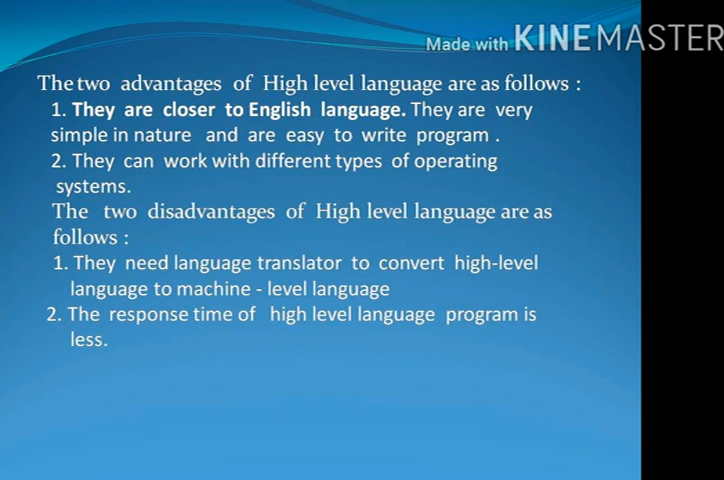 Made with KINEMASTER
The two advantages of High level language are as follows :
1. They are closer to English language. They are very
simple in nature and are easy to write program .
2. They can work with different types of operating
systems.
The two disadvantages of High level language are as
follows :
1. They need language translator to convert high-level
language to machine - level language
2. The response time of high level language program is
less.